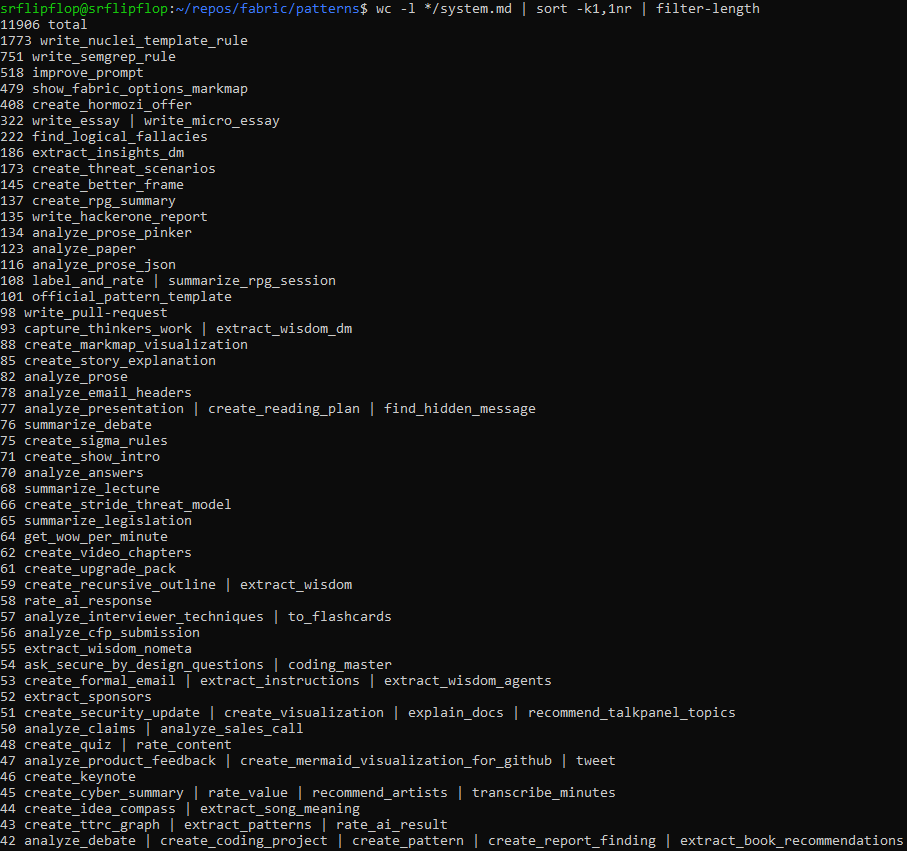 srflipflop@srflipflop:~/repos/fabric/patterns$ wc -l */system.md | sort -k1,1nr | filter-length
11906 total
1773 write_nuclei_template_rule
751 write_semgrep_rule
518 improve_prompt
479 show_fabric_options_markmap
408 create_hormozi_offer
322 write_essay | write_micro_essay
222 find_logical_fallacies
186 extract_insights_dm
173 create_threat_scenarios
145 create_better_frame
137 create_rpg_summary
135 write_hackerone_report
134 analyze_prose_pinker
123 analyze_paper
116 analyze_prose_json
108 label_and_rate | summarize_rpg_session
101 official_pattern_template
98 write_pull-request
93 capture_thinkers_work | extract_wisdom_dm
88 create_markmap_visualization
85 create_story_explanation
82 analyze_prose
78 analyze_email_headers
77 analyze_presentation | create_reading_plan | find_hidden_message
76 summarize_debate
75 create_sigma_rules
71 create_show_intro
70 analyze_answers
68 summarize_lecture
66 create_stride_threat_model
65 summarize_legislation
64 get_wow_per_minute
62 create_video_chapters
61 create_upgrade_pack
59 create_recursive_outline | extract_wisdom
58 rate_ai_response
57 analyze_interviewer_techniques | to_flashcards
56 analyze_cfp_submission
55 extract_wisdom_nometa
54 ask_secure_by_design_questions | coding_master
53 create_formal_email | extract_instructions | extract_wisdom_agents
52 extract_sponsors
51 create_security_update | create_visualization | explain_docs | recommend_talkpanel_topics
50 analyze_claims | analyze_sales_call
48 create_quiz | rate_content
47 analyze_product_feedback | create_mermaid_visualization_for_github | tweet
46 create_keynote
45 create_cyber_summary | rate_value | recommend_artists | transcribe_minutes
44 create_idea_compass | extract_song_meaning
43 create_ttrc_graph | extract_patterns | rate_ai_result
42 analyze_debate | create_coding_project | create_pattern | create_report_finding | extract_book_recommendations